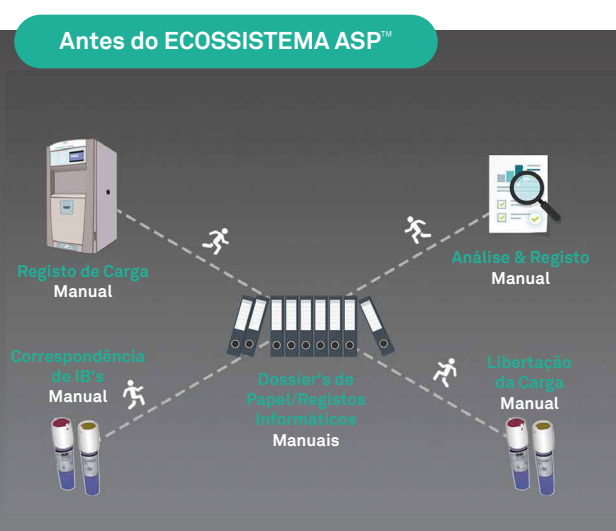 Antes do ECOSSISTEMA ASP™
Registo de Carga
Manual
Análise & Registo
Manual
Correspondência
de IB's
Manual
Dossier's de
Papel/Registos
Informáticos
Manuais
Libertação
da Carga
Manual